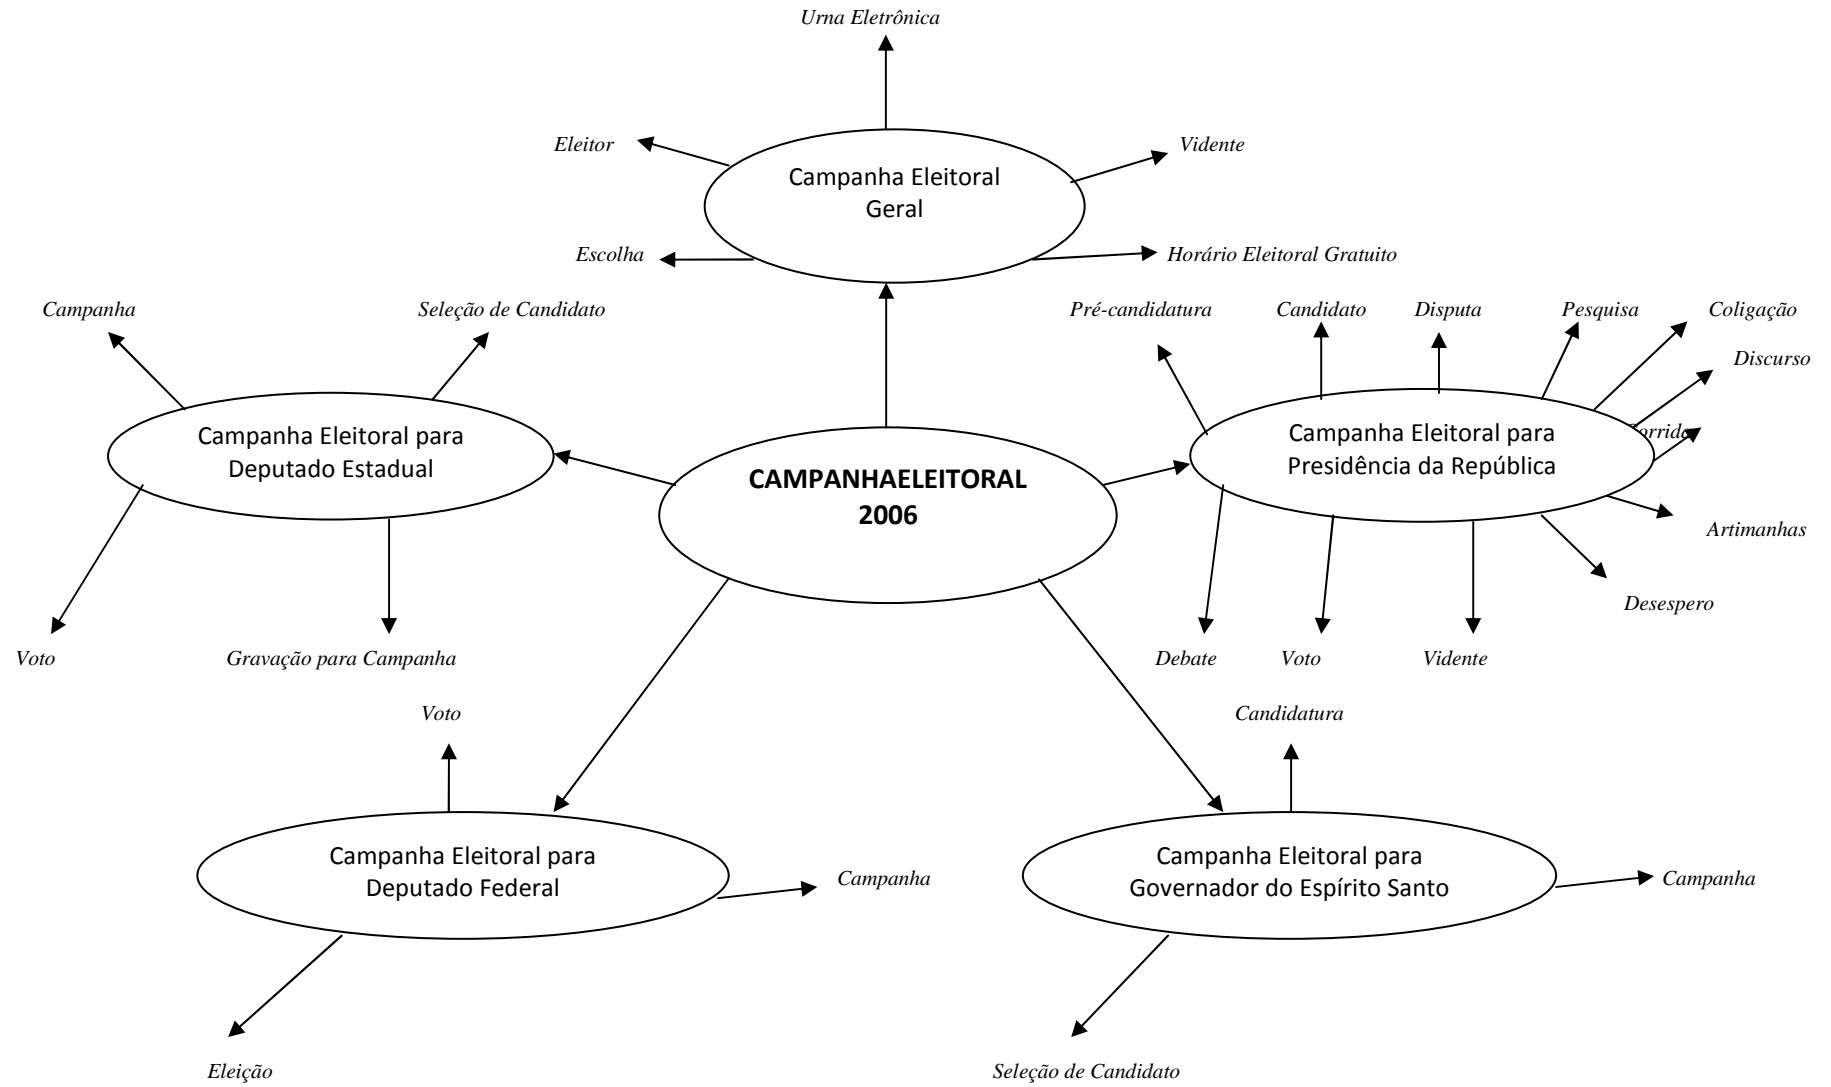 Urna Eletrônica
Eleitor
Vidente
Campanha Eleitoral
Geral
Escolha
Horário Eleitoral Gratuito
Campanha
Seleção de Candidato
Pré-candidatura
Candidato
Disputa
Pesquisa
Coligação
Discurso
Campanha Eleitoral para
Deputado Estadual
Campanha Eleitoral para
Presidência da República
CAMPANHAELEITORAL
2006
Artimanhas
Desespero
Voto
Gravação para Campanha
Debate
Voto
Vidente
Voto
Candidatura
Campanha Eleitoral para
Deputado Federal
Campanha
Campanha Eleitoral para
Governador do Espírito Santo
Campanha
Eleição
Seleção de Candidato